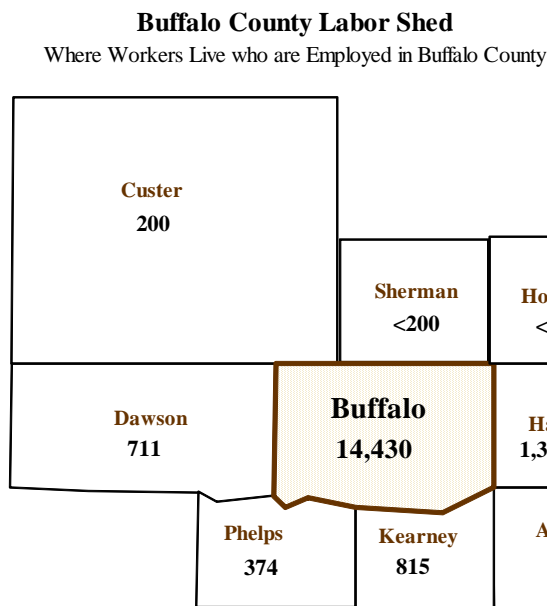 Buffalo County Labor Shed
Where Workers Live who are Employed in Buffalo County
Custer
200
Sherman
<200
Buffalo
14,430
Dawson
711
Phelps
374
Kearney
815